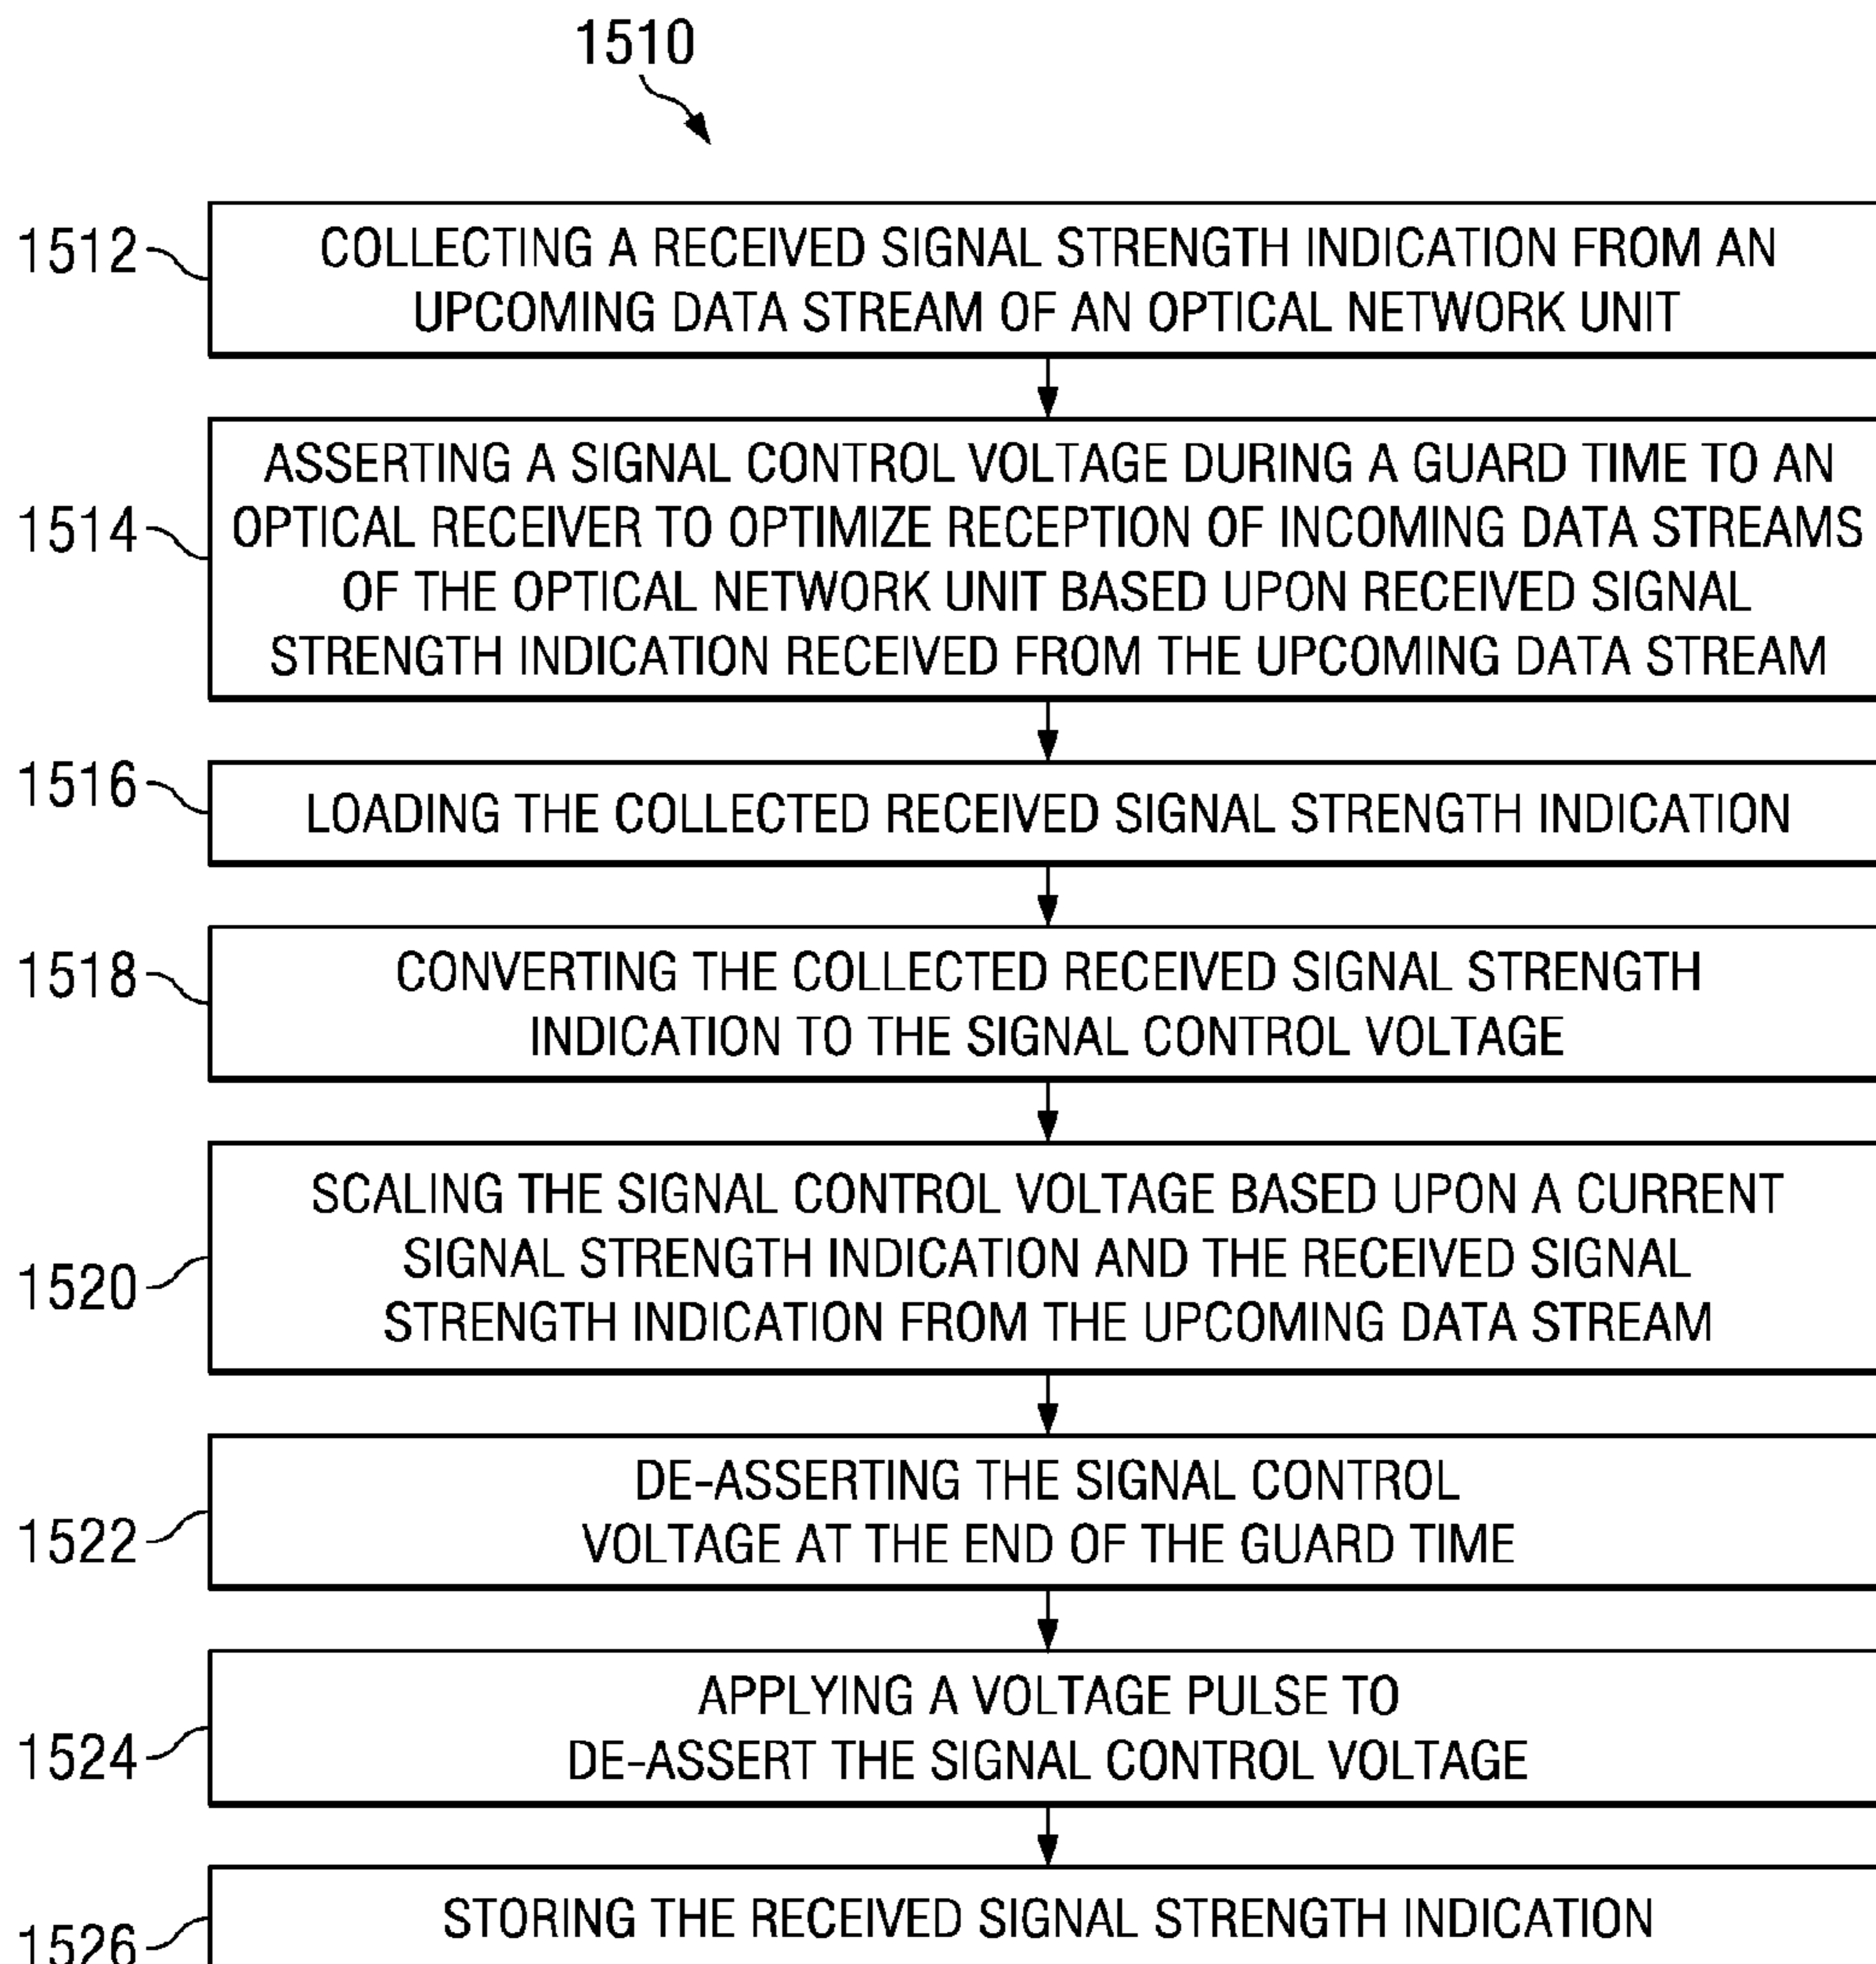 1510
1512
COLLECTING A RECEIVED SIGNAL STRENGTH INDICATION FROM AN
UPCOMING DATA STREAM OF AN OPTICAL NETWORK UNIT
1514
ASSERTING A SIGNAL CONTROL VOLTAGE DURING A GUARD TIME TO AN
OPTICAL RECEIVER TO OPTIMIZE RECEPTION OF INCOMING DATA STREAMS
OF THE OPTICAL NETWORK UNIT BASED UPON RECEIVED SIGNAL
STRENGTH INDICATION RECEIVED FROM THE UPCOMING DATA STREAM
1516
LOADING THE COLLECTED RECEIVED SIGNAL STRENGTH INDICATION
1518
CONVERTING THE COLLECTED RECEIVED SIGNAL STRENGTH
INDICATION TO THE SIGNAL CONTROL VOLTAGE
1520
SCALING THE SIGNAL CONTROL VOLTAGE BASED UPON A CURRENT
SIGNAL STRENGTH INDICATION AND THE RECEIVED SIGNAL
STRENGTH INDICATION FROM THE UPCOMING DATA STREAM
1522
DE-ASSERTING THE SIGNAL CONTROL
VOLTAGE AT THE END OF THE GUARD TIME
1524
APPLYING A VOLTAGE PULSE TO
DE-ASSERT THE SIGNAL CONTROL VOLTAGE
1526
STORING THE RECEIVED SIGNAL STRENGTH INDICATION